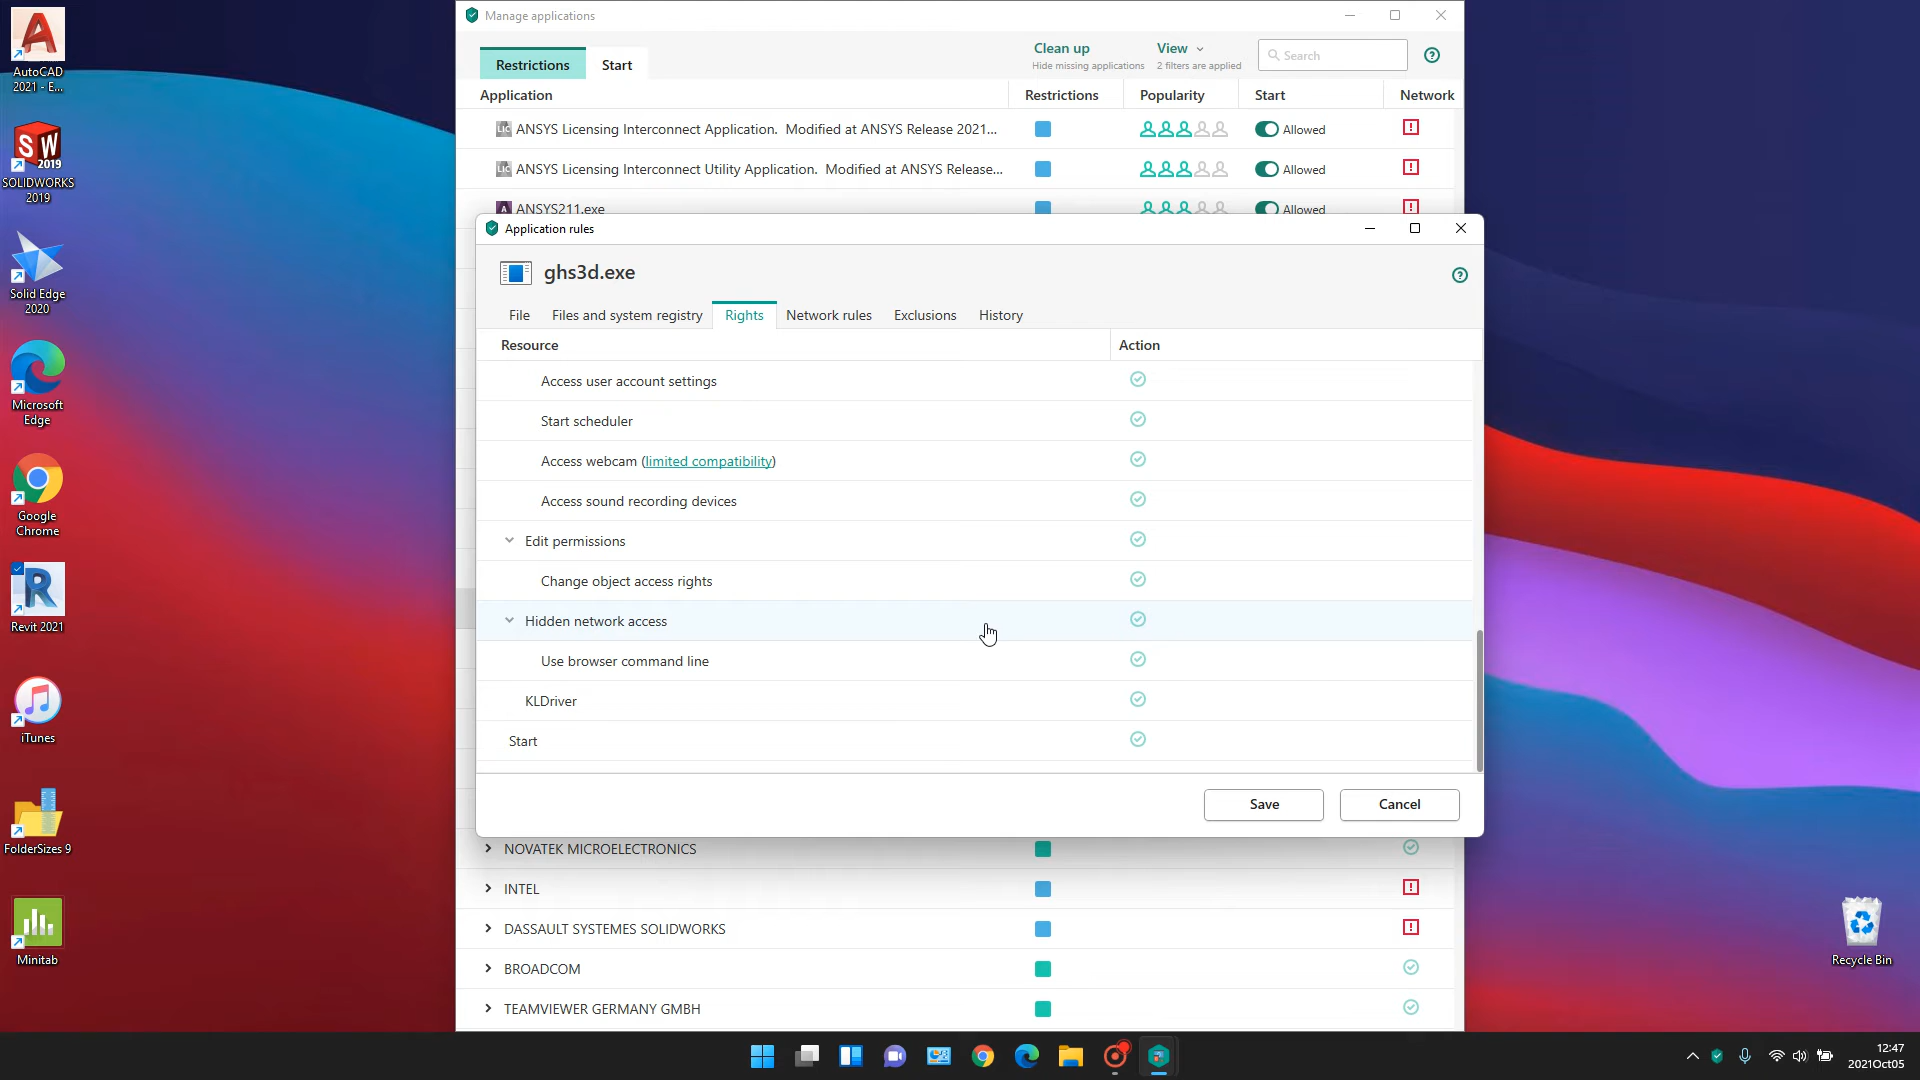 AutoCAD
2021 - E...
SOLIDWORKS
2019
Solid Edge
2020
Microsoft
Edge
Google
Chrome
Revit 2021
iTunes
FolderSizes 9
Minitab
Recycle Bin
Manage applications
Restrictions
Start
Clean up
Hide missing applications
View
2 filters are applied
Search
Application
Restrictions
Popularity
Start
Network
ANSYS Licensing Interconnect Application.  Modified at ANSYS Release 2021...
Allowed
ANSYS Licensing Interconnect Utility Application.  Modified at ANSYS Release...
Allowed
ANSYS211.exe
Allowed
Application rules
ghs3d.exe
File
Files and system registry
Rights
Network rules
Exclusions
History
Resource
Action
Access user account settings
Start scheduler
Access webcam (limited compatibility)
Access sound recording devices
Edit permissions
Change object access rights
Hidden network access
Use browser command line
KLDriver
Start
Save
Cancel
NOVATEK MICROELECTRONICS
INTEL
DASSAULT SYSTEMES SOLIDWORKS
BROADCOM
TEAMVIEWER GERMANY GMBH
12:47
2021Oct05